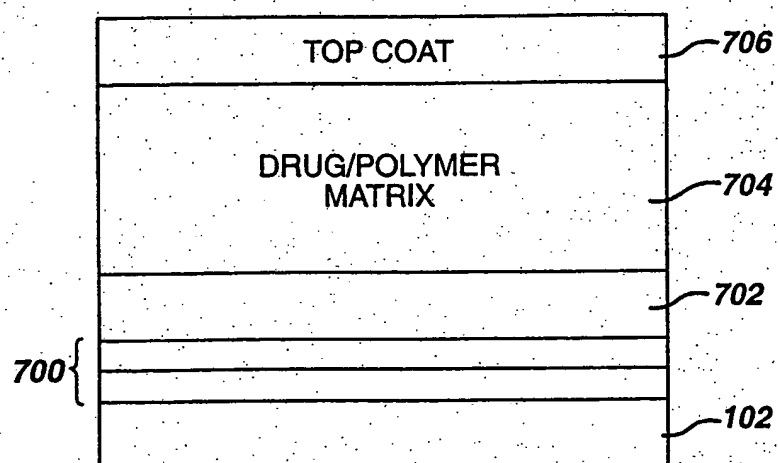 TOP COAT
706
DRUG/POLYMER
MATRIX
704
702
700
102